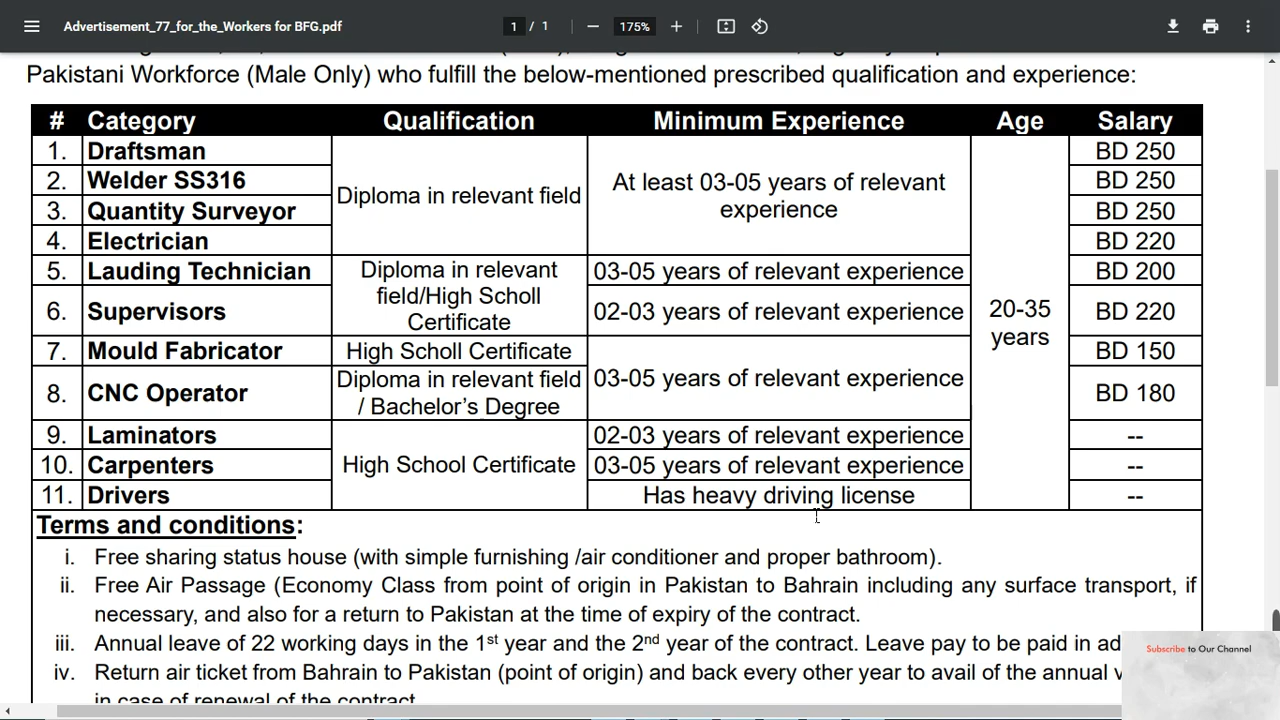 Advertisement_77_for_the_Workers for BFG.pdf
1 / 1
175%
Pakistani Workforce (Male Only) who fulfill the below-mentioned prescribed qualification and experience:
# Category Qualification Minimum Experience Age Salary
1. Draftsman Diploma in relevant field At least 03-05 years of relevant experience 20-35 years BD 250
2. Welder SS316 BD 250
3. Quantity Surveyor BD 250
4. Electrician BD 220
5. Lauding Technician Diploma in relevant field/High Scholl Certificate 03-05 years of relevant experience BD 200
6. Supervisors 02-03 years of relevant experience BD 220
7. Mould Fabricator High Scholl Certificate 03-05 years of relevant experience BD 150
8. CNC Operator Diploma in relevant field / Bachelor's Degree BD 180
9. Laminators High School Certificate 02-03 years of relevant experience --
10. Carpenters 03-05 years of relevant experience --
11. Drivers Has heavy driving license --
Terms and conditions:
i. Free sharing status house (with simple furnishing /air conditioner and proper bathroom).
ii. Free Air Passage (Economy Class from point of origin in Pakistan to Bahrain including any surface transport, if
necessary, and also for a return to Pakistan at the time of expiry of the contract.
iii. Annual leave of 22 working days in the 1st year and the 2nd year of the contract. Leave pay to be paid in ad
iv. Return air ticket from Bahrain to Pakistan (point of origin) and back every other year to avail of the annual v
in case of renewal of the contract
Subscribe to Our Channel